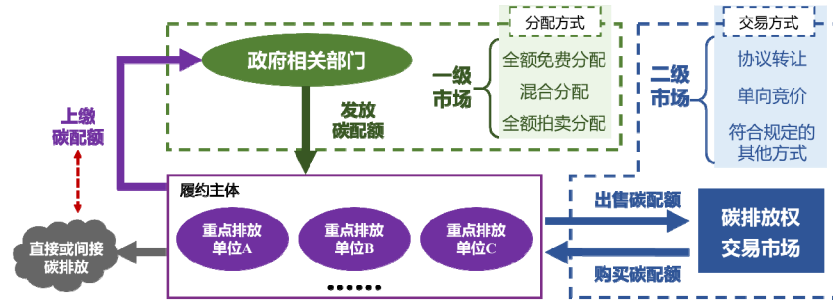 分配方式
交易方式
政府相关部门
一级
市场
全额免费分配
混合分配
全额拍卖分配
二级
市场
协议转让
单向竞价
符合规定的
其他方式
上缴
碳配额
发放
碳配额
履约主体
重点排放
单位A
重点排放
单位B
重点排放
单位C
……
出售碳配额
购买碳配额
碳排放权
交易市场
直接或间接
碳排放